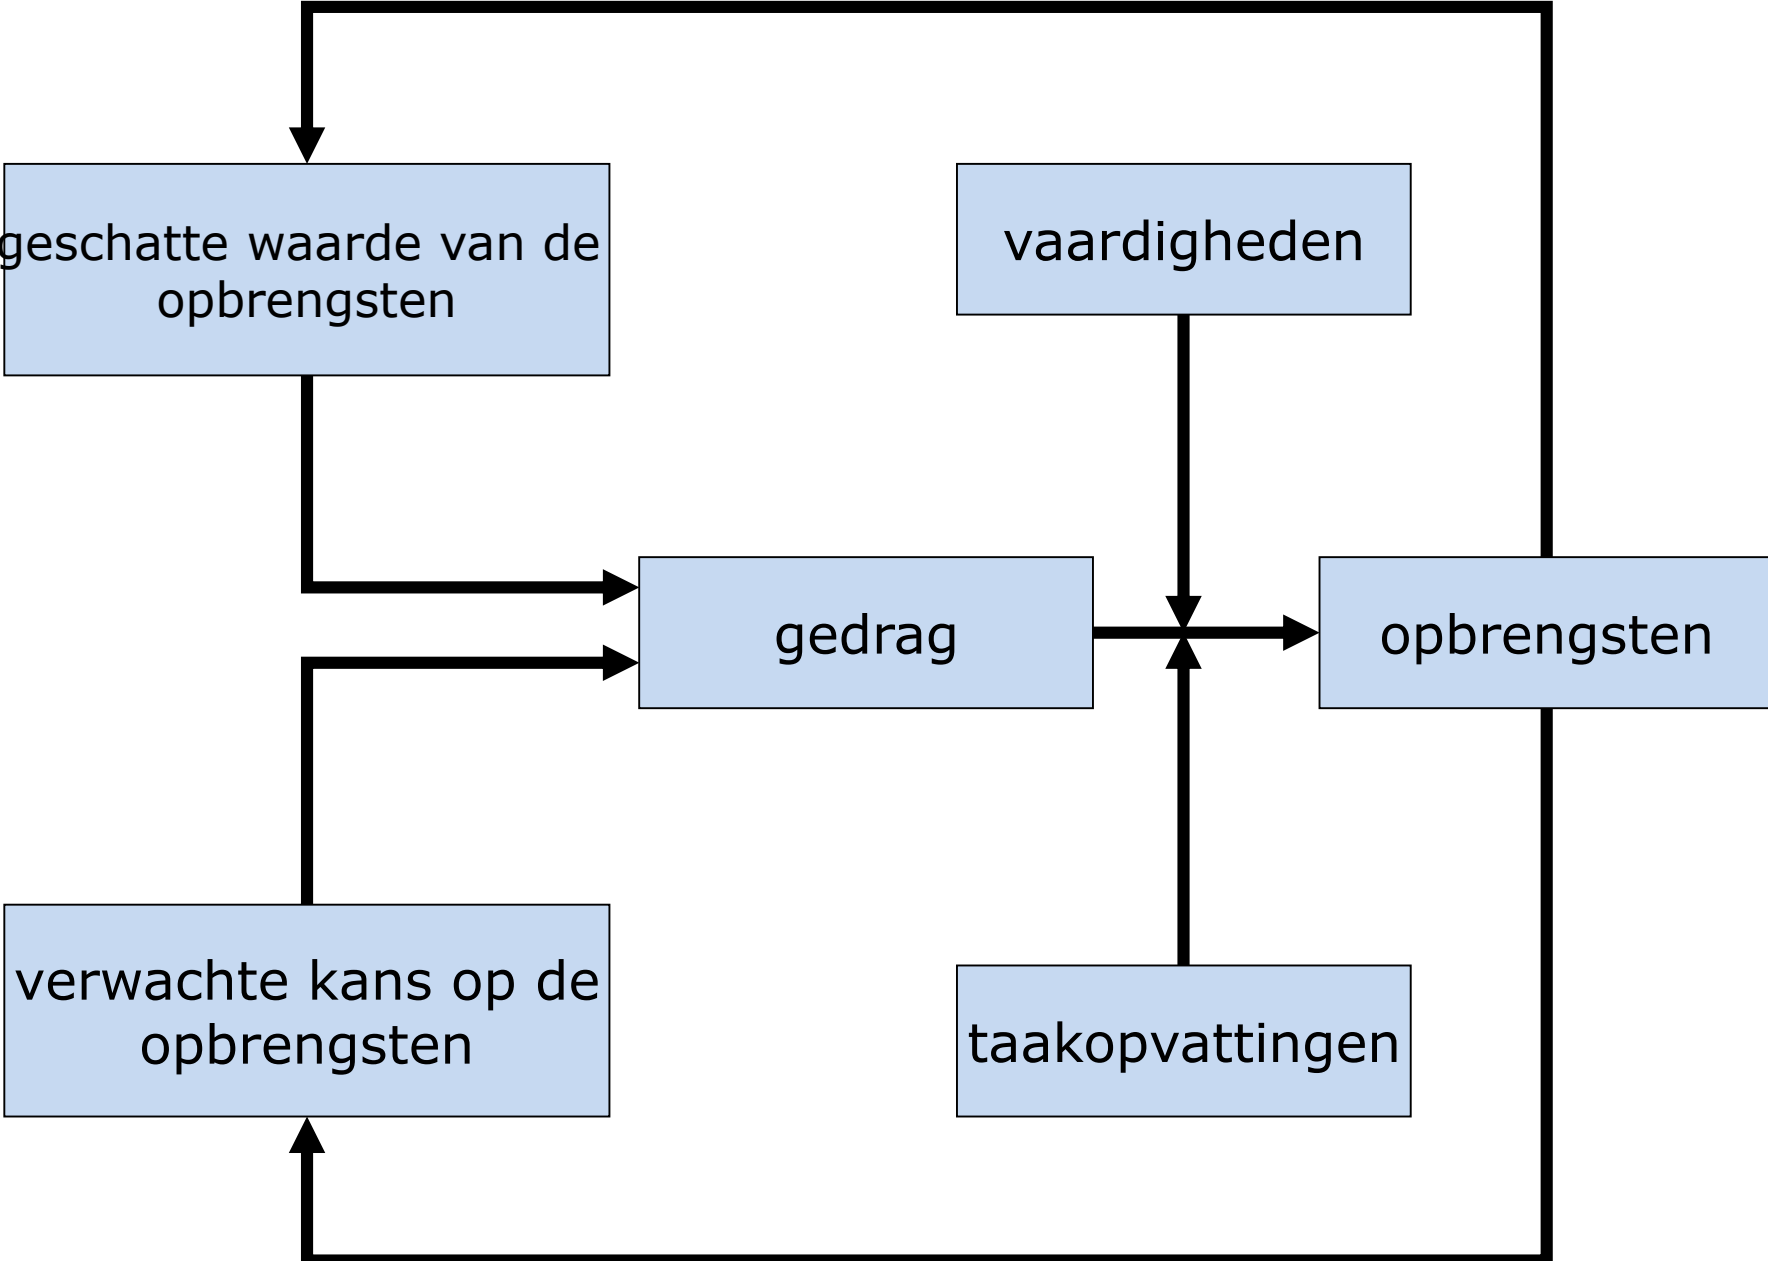 geschatte waarde van de
opbrengsten
vaardigheden
gedrag
opbrengsten
verwachte kans op de
opbrengsten
taakopvattingen